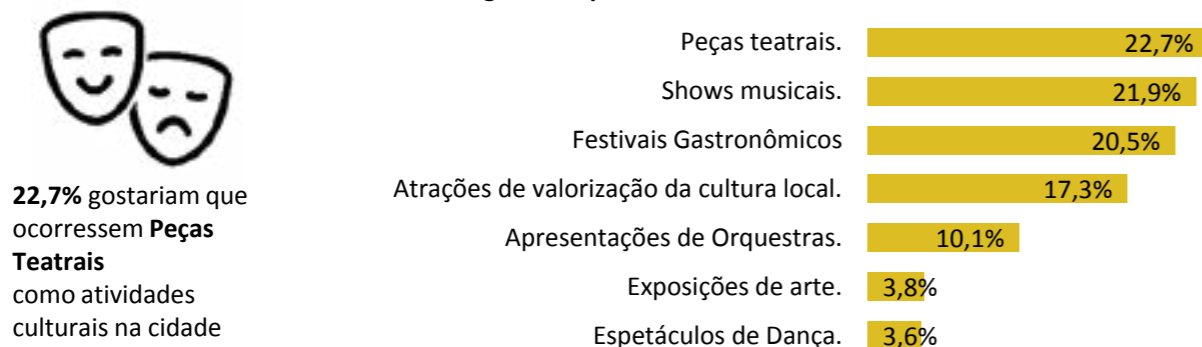 22,7% gostariam que
ocorressem Peças
Teatrais
como atividades
culturais na cidade
Peças teatrais. 22,7%
Shows musicais. 21,9%
Festivais Gastronômicos 20,5%
Atrações de valorização da cultura local. 17,3%
Apresentações de Orquestras. 10,1%
Exposições de arte. 3,8%
Espetáculos de Dança. 3,6%